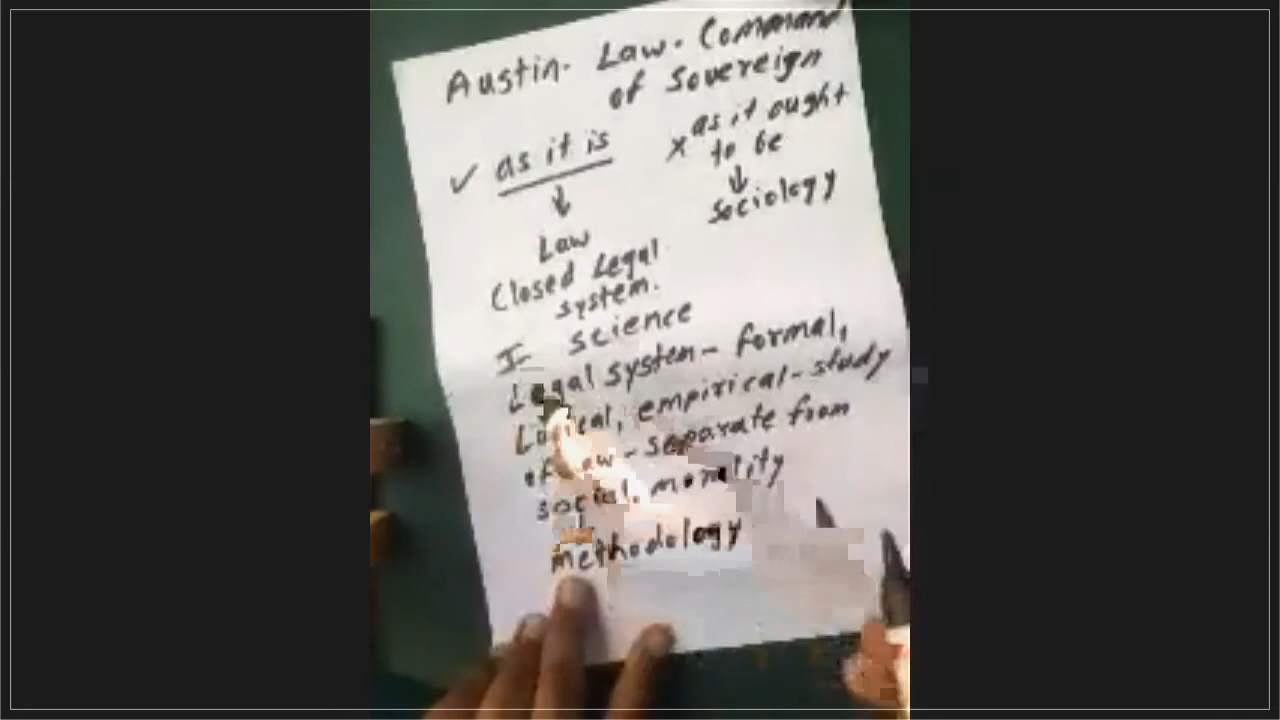 Austin- Law- Command
of Sovereign
✓ as it is
x as it ought
to be
↓
↓
Sociology
Law
Closed Legal
system.
I science
Legal system- formal,
Logical, empirical-study
of Law- separate from
social, morality
methodology